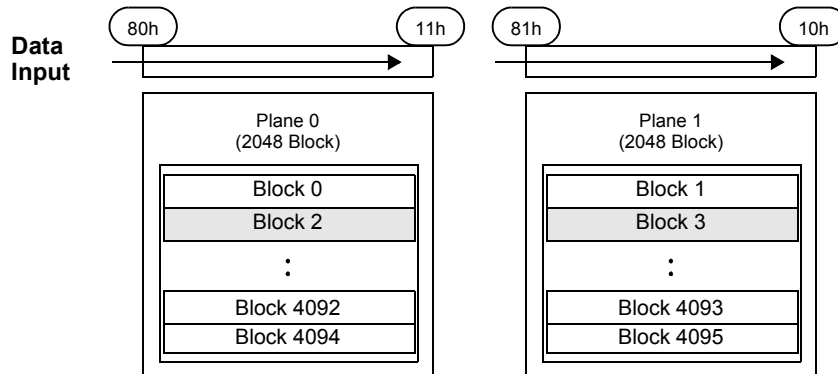 80h 11h 81h 10h
Data
Input
Plane 0
(2048 Block)
Block 0
Block 2
:
Block 4092
Block 4094
Plane 1
(2048 Block)
Block 1
Block 3
:
Block 4093
Block 4095